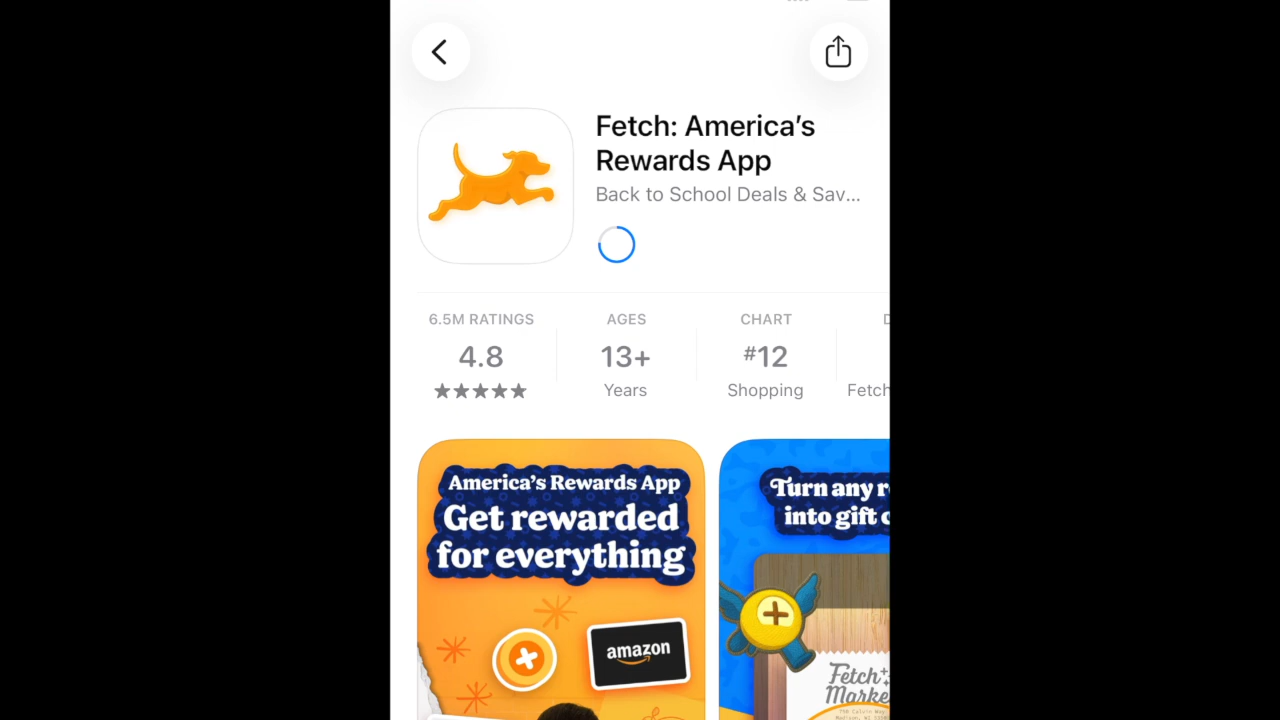 Fetch: America's
Rewards App
Back to School Deals & Sav...
6.5M RATINGS
4.8
★★★★★
AGES
13+
Years
CHART
#12
Shopping
D
Fetch
America's Rewards App
Get rewarded
for everything
amazon
Turn any r
into gift c
Fetch
Marke